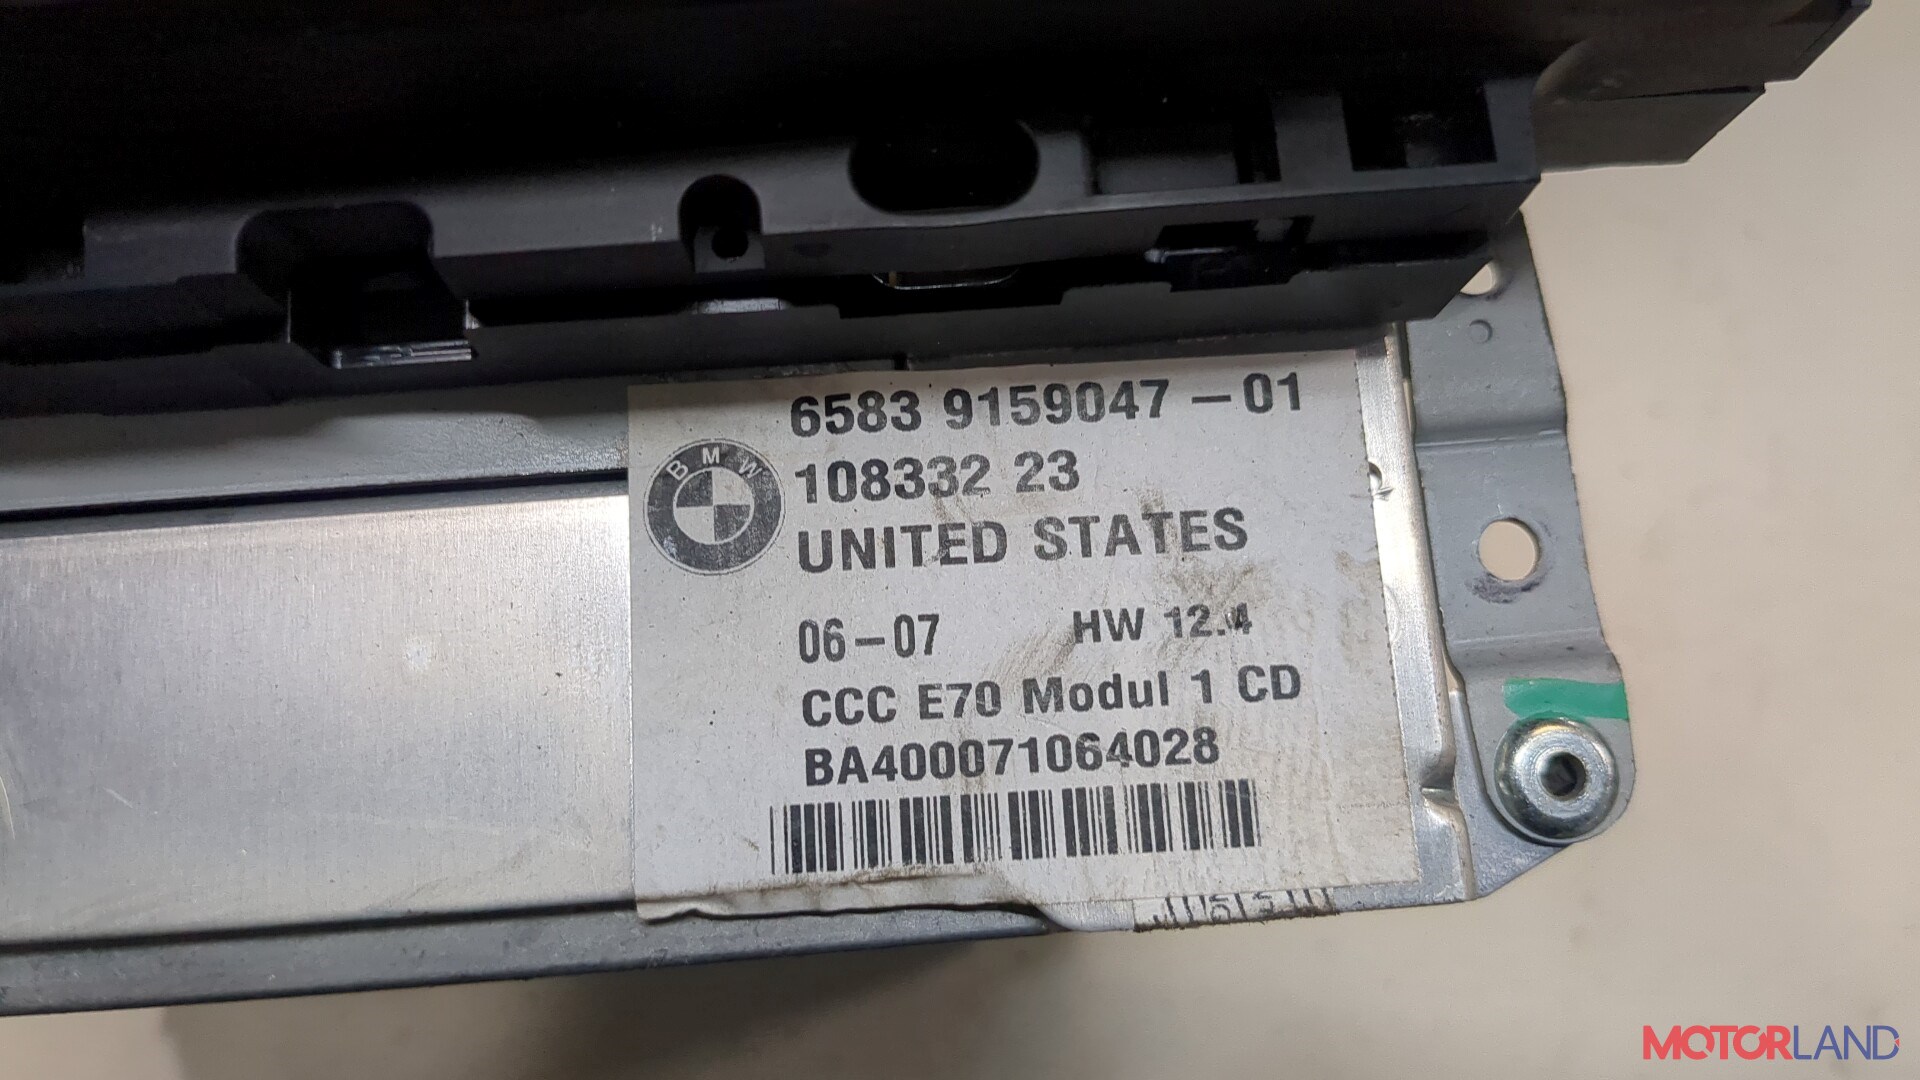 6583 9159047-01
BMW
108332 23
UNITED STATES
06-07 HW 12.4
CCC E70 Modul 1 CD
BA400071064028
MOTORLAND